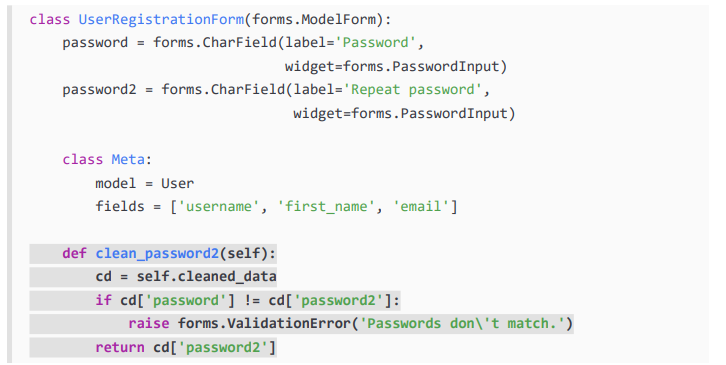 class UserRegistrationForm(forms.ModelForm):
    password = forms.CharField(label='Password',
                               widget=forms.PasswordInput)
    password2 = forms.CharField(label='Repeat password',
                                widget=forms.PasswordInput)
    class Meta:
        model = User
        fields = ['username', 'first_name', 'email']
    def clean_password2(self):
        cd = self.cleaned_data
        if cd['password'] != cd['password2']:
            raise forms.ValidationError('Passwords don\'t match.')
        return cd['password2']